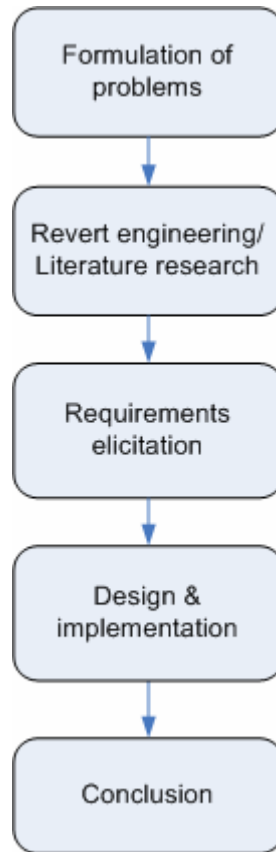 Formulation of
problems
Revert engineering/
Literature research
Requirements
elicitation
Design &
implementation
Conclusion